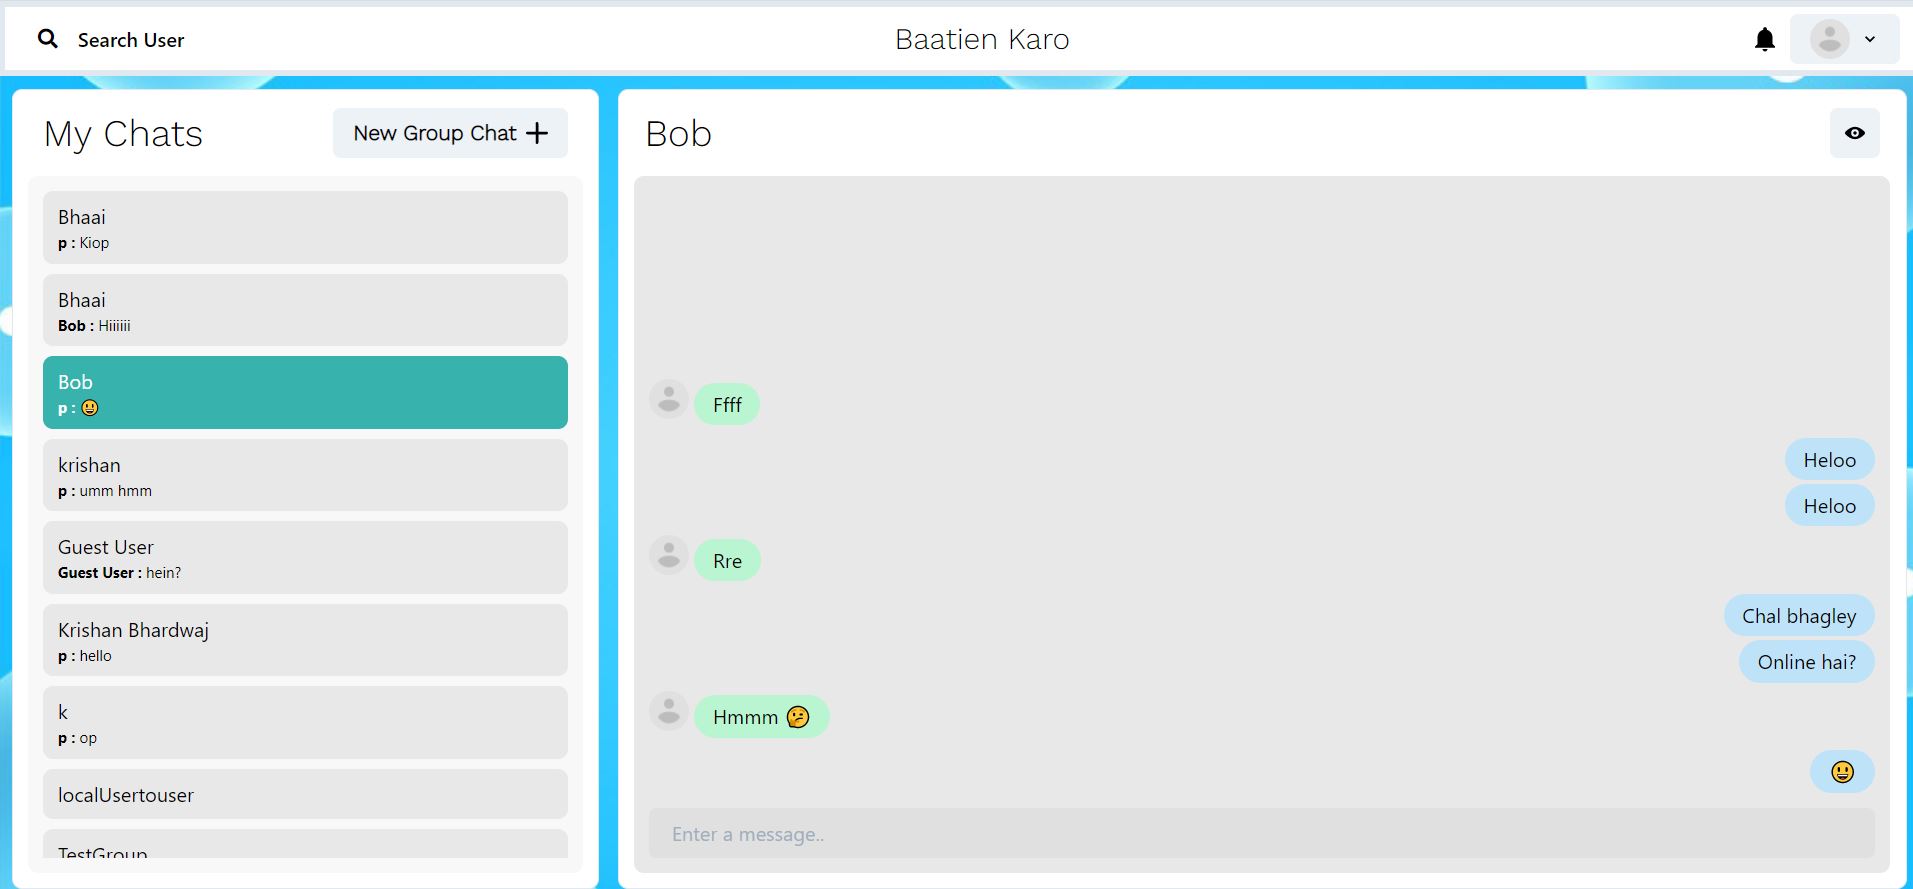 Search User
Baatien Karo
My Chats
New Group Chat
Bhaai
p : Kiop
Bhaai
Bob : Hiiiiii
Bob
p : 😃
krishan
p : umm hmm
Guest User
Guest User : hein?
Krishan Bhardwaj
p : hello
k
p : op
localUsertouser
TestGroup
Bob
Ffff
Heloo
Heloo
Rre
Chal bhagley
Online hai?
Hmmm 🤔
😃
Enter a message..